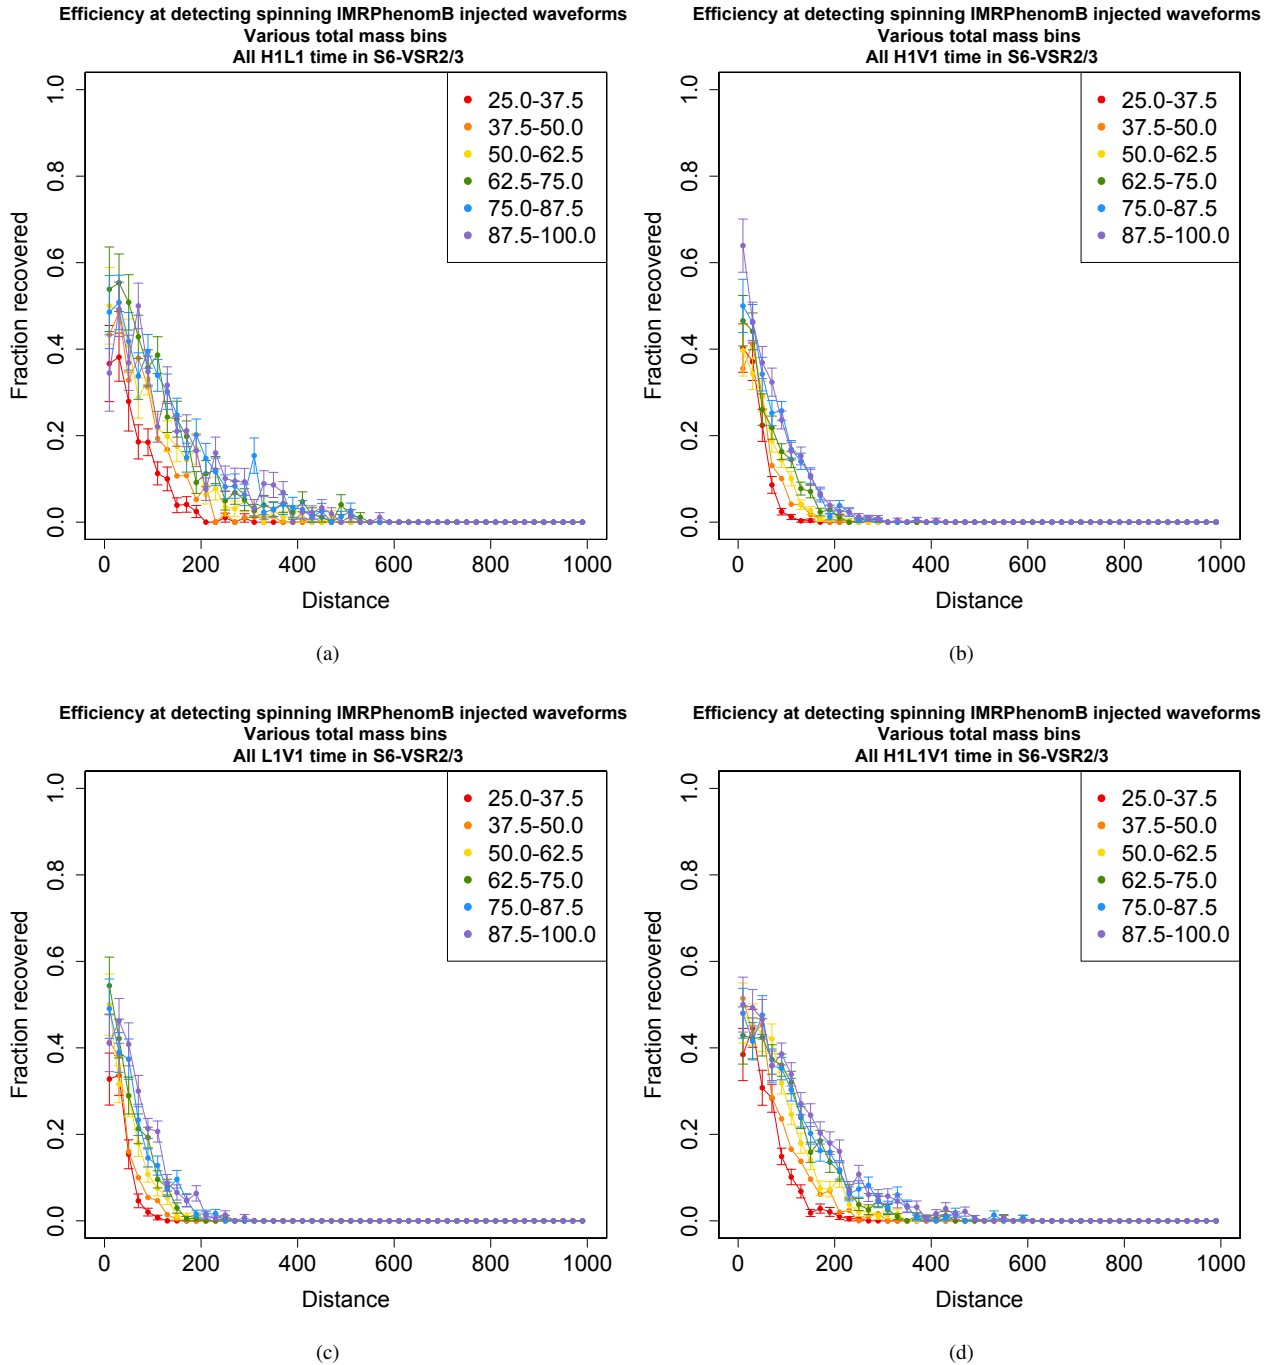 Efficiency at detecting spinning IMRPhenomB injected waveforms
Various total mass bins
All H1L1 time in S6-VSR2/3
Fraction recovered
0.0 0.2 0.4 0.6 0.8 1.0
25.0-37.5
37.5-50.0
50.0-62.5
62.5-75.0
75.0-87.5
87.5-100.0
0 200 400 600 800 1000
Distance
(a)
Efficiency at detecting spinning IMRPhenomB injected waveforms
Various total mass bins
All H1V1 time in S6-VSR2/3
Fraction recovered
0.0 0.2 0.4 0.6 0.8 1.0
25.0-37.5
37.5-50.0
50.0-62.5
62.5-75.0
75.0-87.5
87.5-100.0
0 200 400 600 800 1000
Distance
(b)
Efficiency at detecting spinning IMRPhenomB injected waveforms
Various total mass bins
All L1V1 time in S6-VSR2/3
Fraction recovered
0.0 0.2 0.4 0.6 0.8 1.0
25.0-37.5
37.5-50.0
50.0-62.5
62.5-75.0
75.0-87.5
87.5-100.0
0 200 400 600 800 1000
Distance
(c)
Efficiency at detecting spinning IMRPhenomB injected waveforms
Various total mass bins
All H1L1V1 time in S6-VSR2/3
Fraction recovered
0.0 0.2 0.4 0.6 0.8 1.0
25.0-37.5
37.5-50.0
50.0-62.5
62.5-75.0
75.0-87.5
87.5-100.0
0 200 400 600 800 1000
Distance
(d)